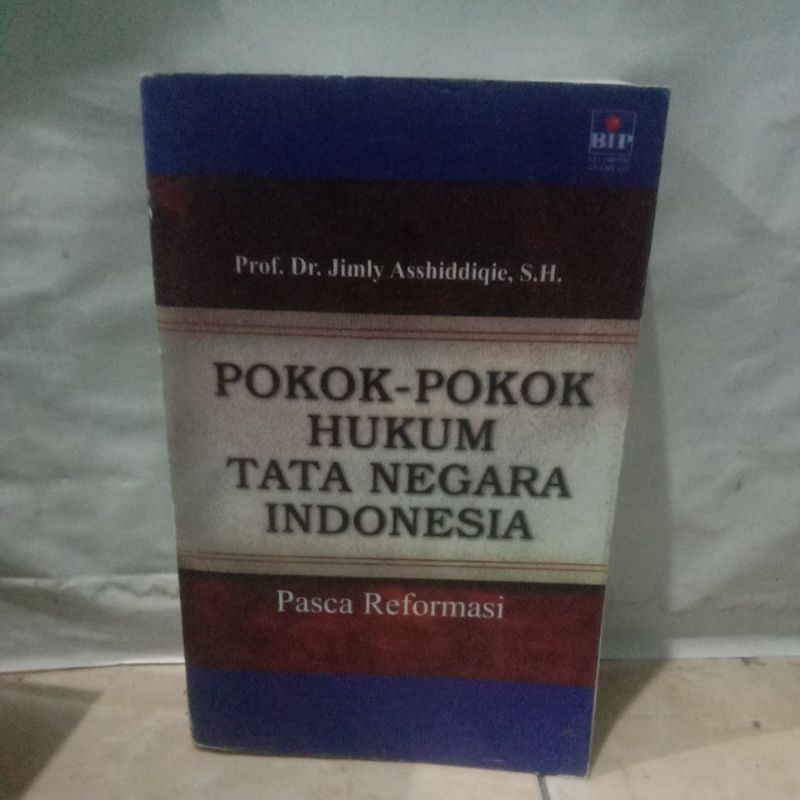 BIP
Prof. Dr. Jimly Asshiddiqie, S.H.
POKOK-POKOK
HUKUM
TATA NEGARA
INDONESIA
Pasca Reformasi